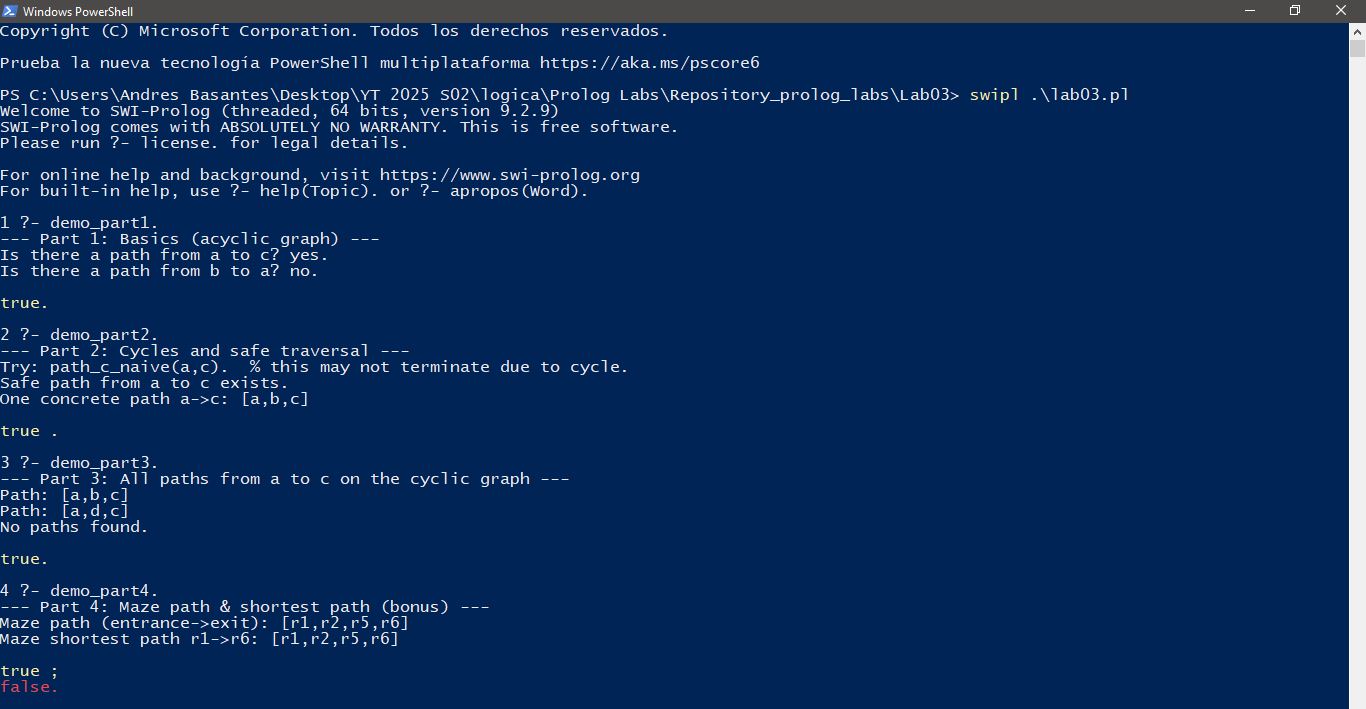 Windows PowerShell
Copyright (C) Microsoft Corporation. Todos los derechos reservados.
Prueba la nueva tecnología PowerShell multiplataforma https://aka.ms/pscore6
PS C:\Users\Andres Basantes\Desktop\YT 2025 S02\logica\Prolog Labs\Repository_prolog_labs\Lab03> swipl .\lab03.pl
Welcome to SWI-Prolog (threaded, 64 bits, version 9.2.9)
SWI-Prolog comes with ABSOLUTELY NO WARRANTY. This is free software.
Please run ?- license. for legal details.
For online help and background, visit https://www.swi-prolog.org
For built-in help, use ?- help(Topic). or ?- apropos(Word).
1 ?- demo_part1.
--- Part 1: Basics (acyclic graph) ---
Is there a path from a to c? yes.
Is there a path from b to a? no.
true.
2 ?- demo_part2.
--- Part 2: Cycles and safe traversal ---
Try: path_c_naive(a,c).  % this may not terminate due to cycle.
Safe path from a to c exists.
One concrete path a->c: [a,b,c]
true .
3 ?- demo_part3.
--- Part 3: All paths from a to c on the cyclic graph ---
Path: [a,b,c]
Path: [a,d,c]
No paths found.
true.
4 ?- demo_part4.
--- Part 4: Maze path & shortest path (bonus) ---
Maze path (entrance->exit): [r1,r2,r5,r6]
Maze shortest path r1->r6: [r1,r2,r5,r6]
true ;
false.